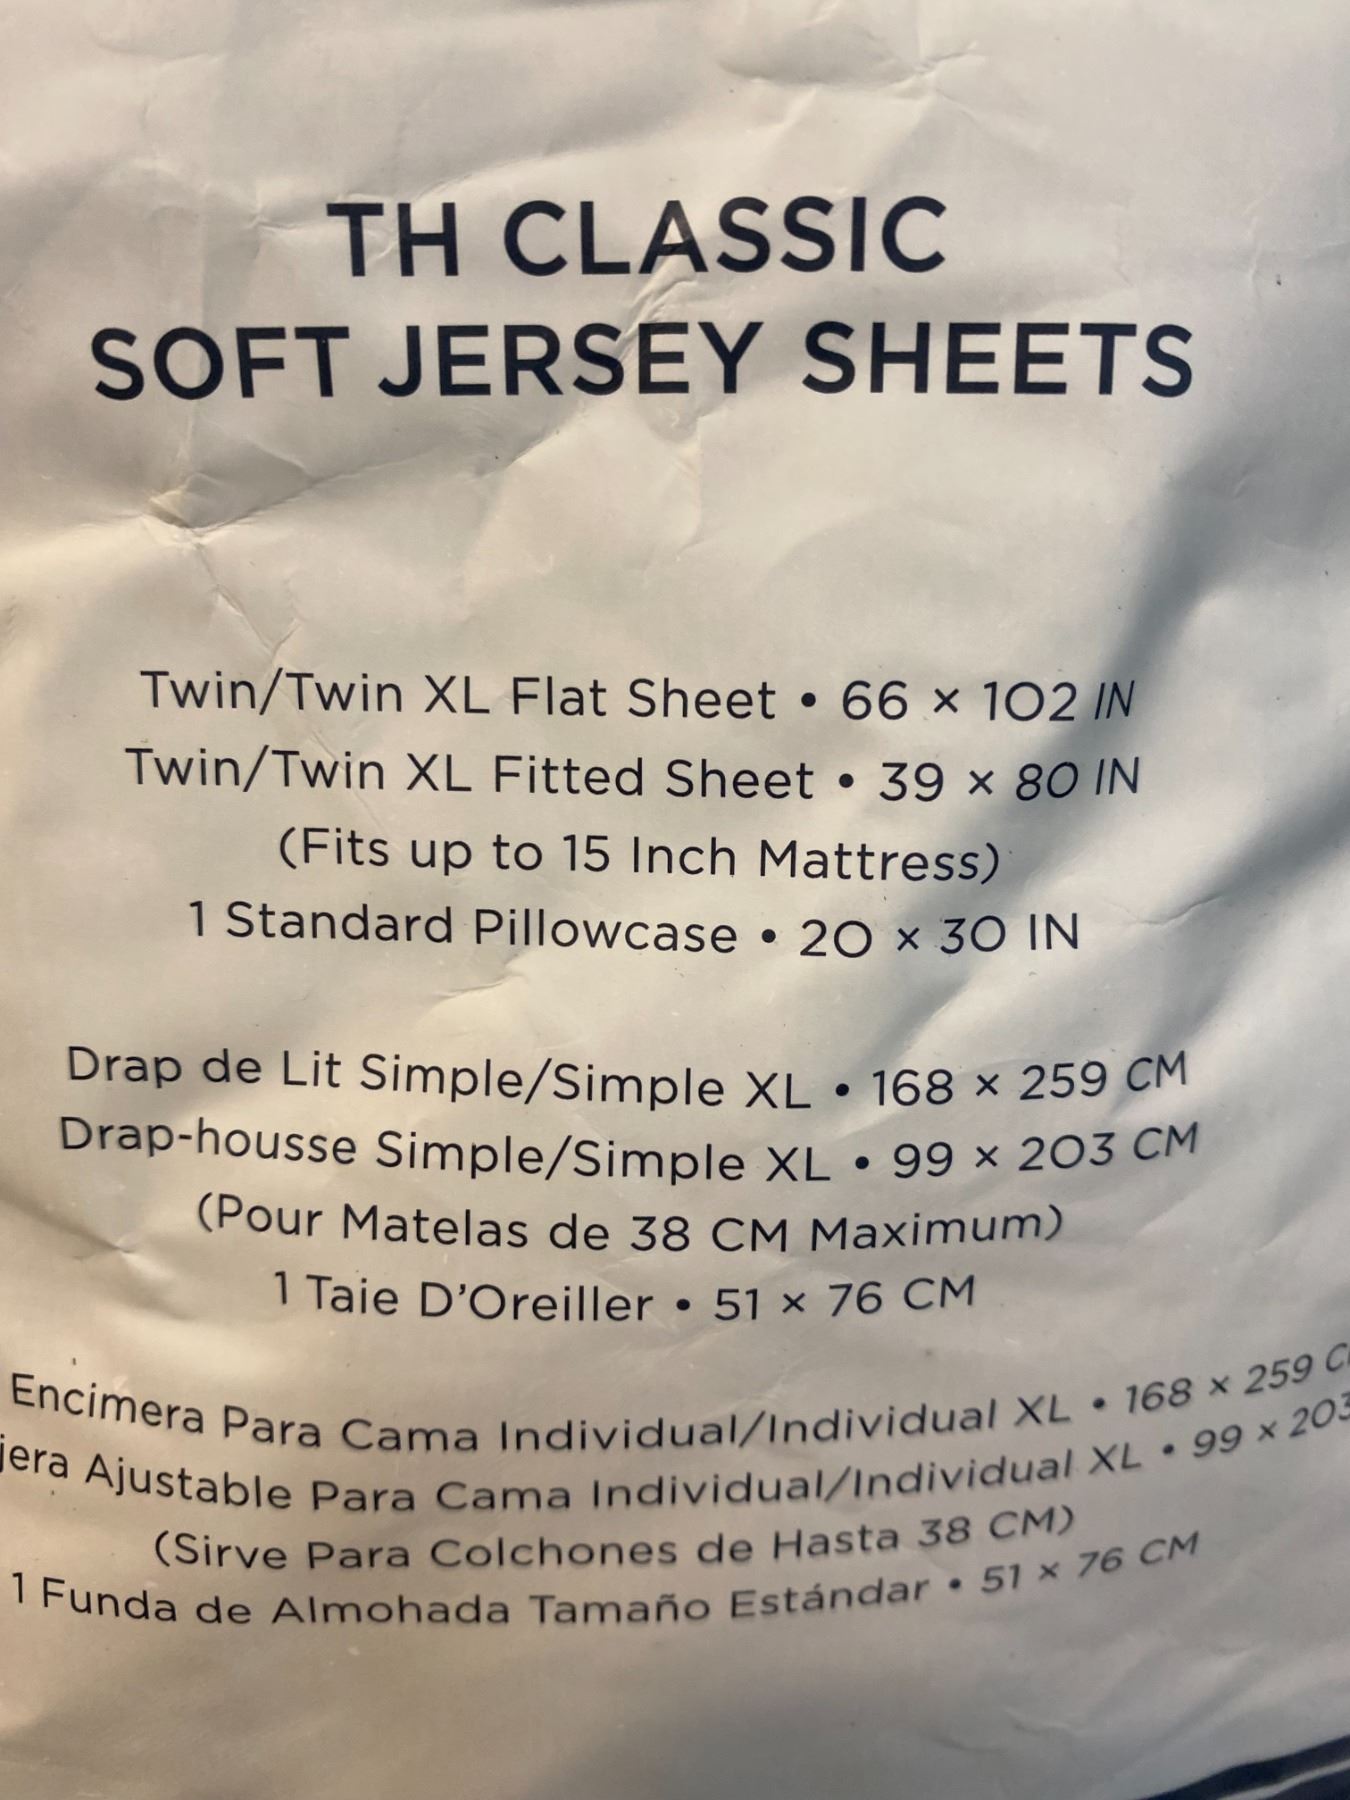 TH CLASSIC
SOFT JERSEY SHEETS
Twin/Twin XL Flat Sheet • 66 × 102 IN
Twin/Twin XL Fitted Sheet • 39 × 80 IN
(Fits up to 15 Inch Mattress)
1 Standard Pillowcase • 20 × 30 IN
Drap de Lit Simple/Simple XL • 168 × 259 CM
Drap-housse Simple/Simple XL • 99 × 203 CM
(Pour Matelas de 38 CM Maximum)
1 Taie D'Oreiller • 51 × 76 CM
Encimera Para Cama Individual/Individual XL • 168 × 259
Ajustable Para Cama Individual/Individual XL • 99 × 203
(Sirve Para Colchones de Hasta 38 CM)
1 Funda de Almohada Tamaño Estándar • 51 × 76 CM